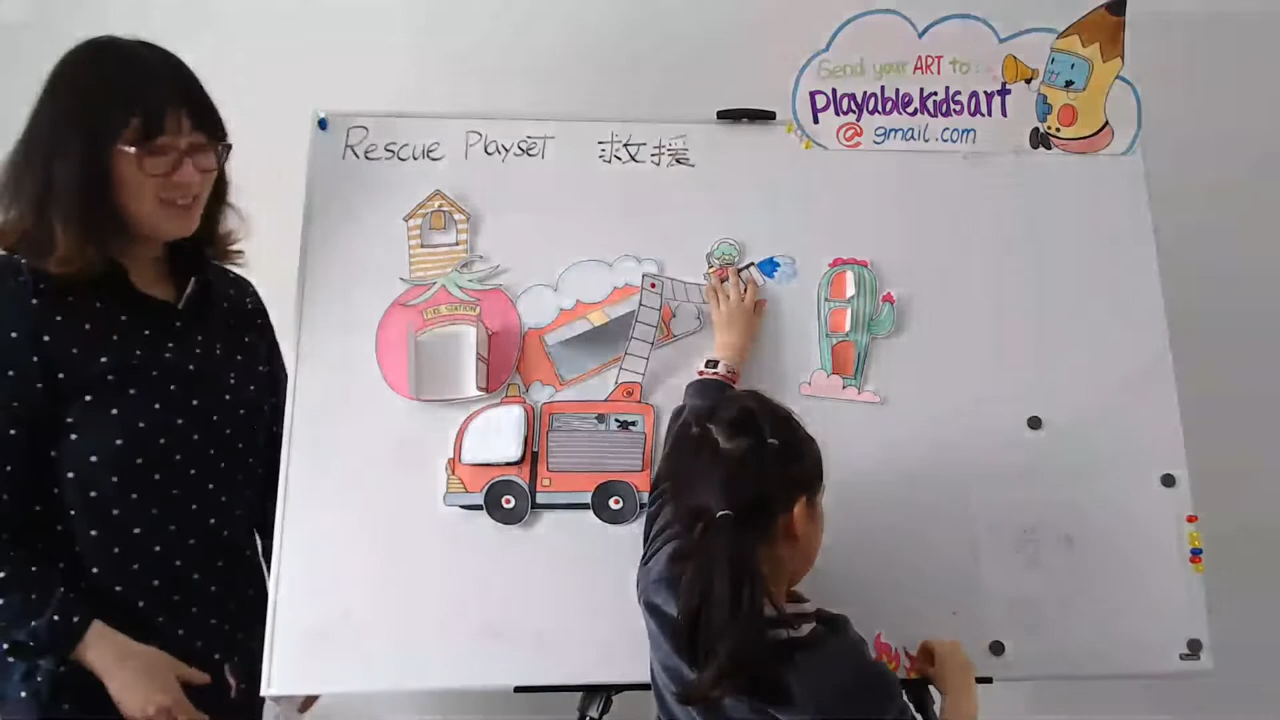 Rescue Playset 救援
Send your ART to
playablekidsart
@ gmail.com
FIRE STATION